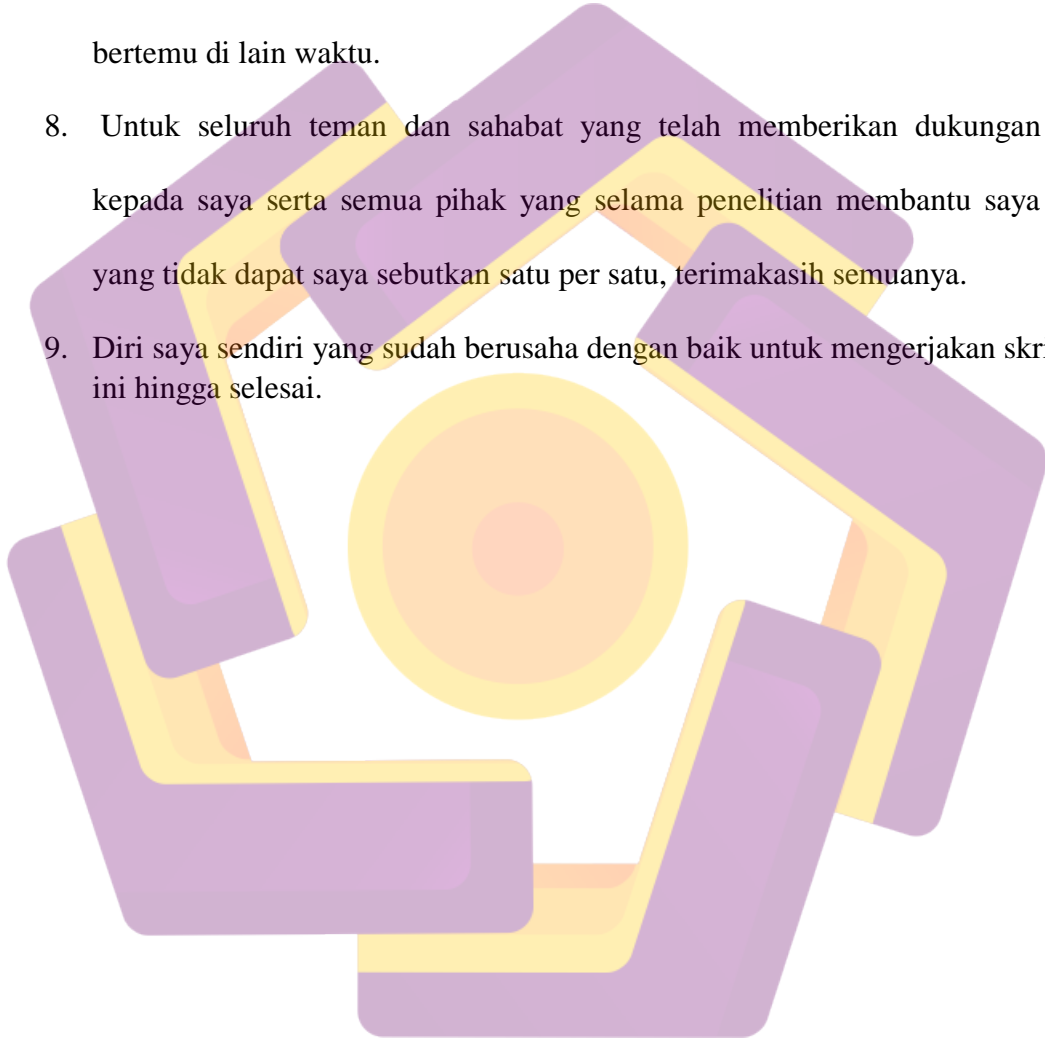 bertemu di lain waktu.
8. Untuk seluruh teman dan sahabat yang telah memberikan dukungan
kepada saya serta semua pihak yang selama penelitian membantu saya
yang tidak dapat saya sebutkan satu per satu, terimakasih semuanya.
9. Diri saya sendiri yang sudah berusaha dengan baik untuk mengerjakan
ini hingga selesai.